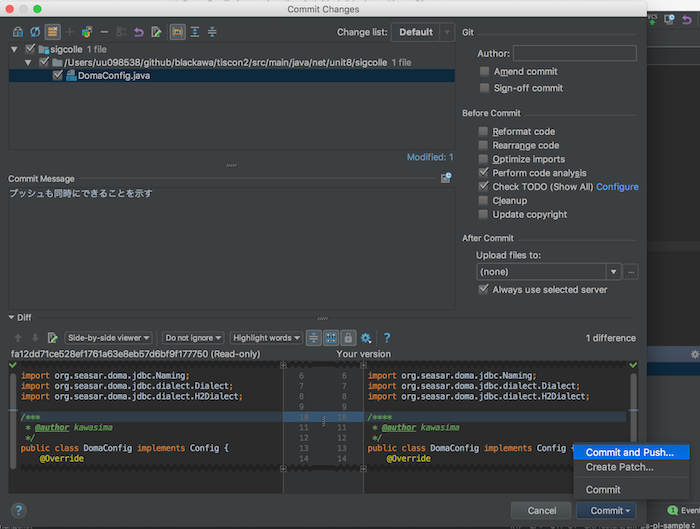 Commit Changes
Change list: Default
Git
sigcolle 1 file
/Users/uu098538/github/blackawa/tiscon2/src/main/java/net/unit8/sigcolle 1 file
DomaConfig.java
Author:
Amend commit
Sign-off commit
Before Commit
Reformat code
Rearrange code
Optimize imports
Modified: 1
Perform code analysis
Commit Message
Check TODO (Show All) Configure
プッシュも同時にできることを示す
Cleanup
Update copyright
After Commit
Upload files to:
(none)
...
Always use selected server
Diff
Side-by-side viewer
Do not ignore
Highlight words
?
1 difference
fa12dd71ce528ef1761a63e8eb57d6bf9f177750 (Read-only)
Your version
import org.seasar.doma.jdbc.Naming; 6 6 import org.seasar.doma.jdbc.Naming;
import org.seasar.doma.jdbc.dialect.Dialect; 7 7 import org.seasar.doma.jdbc.dialect.Dialect;
import org.seasar.doma.jdbc.dialect.H2Dialect; 8 8 import org.seasar.doma.jdbc.dialect.H2Dialect;
9 9
/*** 10 10 /****
* @author kawasima 11 11 * @author kawasima
*/ 12 12 */
public class DomaConfig implements Config { 13 13 public class DomaConfig implements Config {
@Override 14 14 @Override
Commit and Push...
Create Patch...
Commit
?
Cancel
Commit